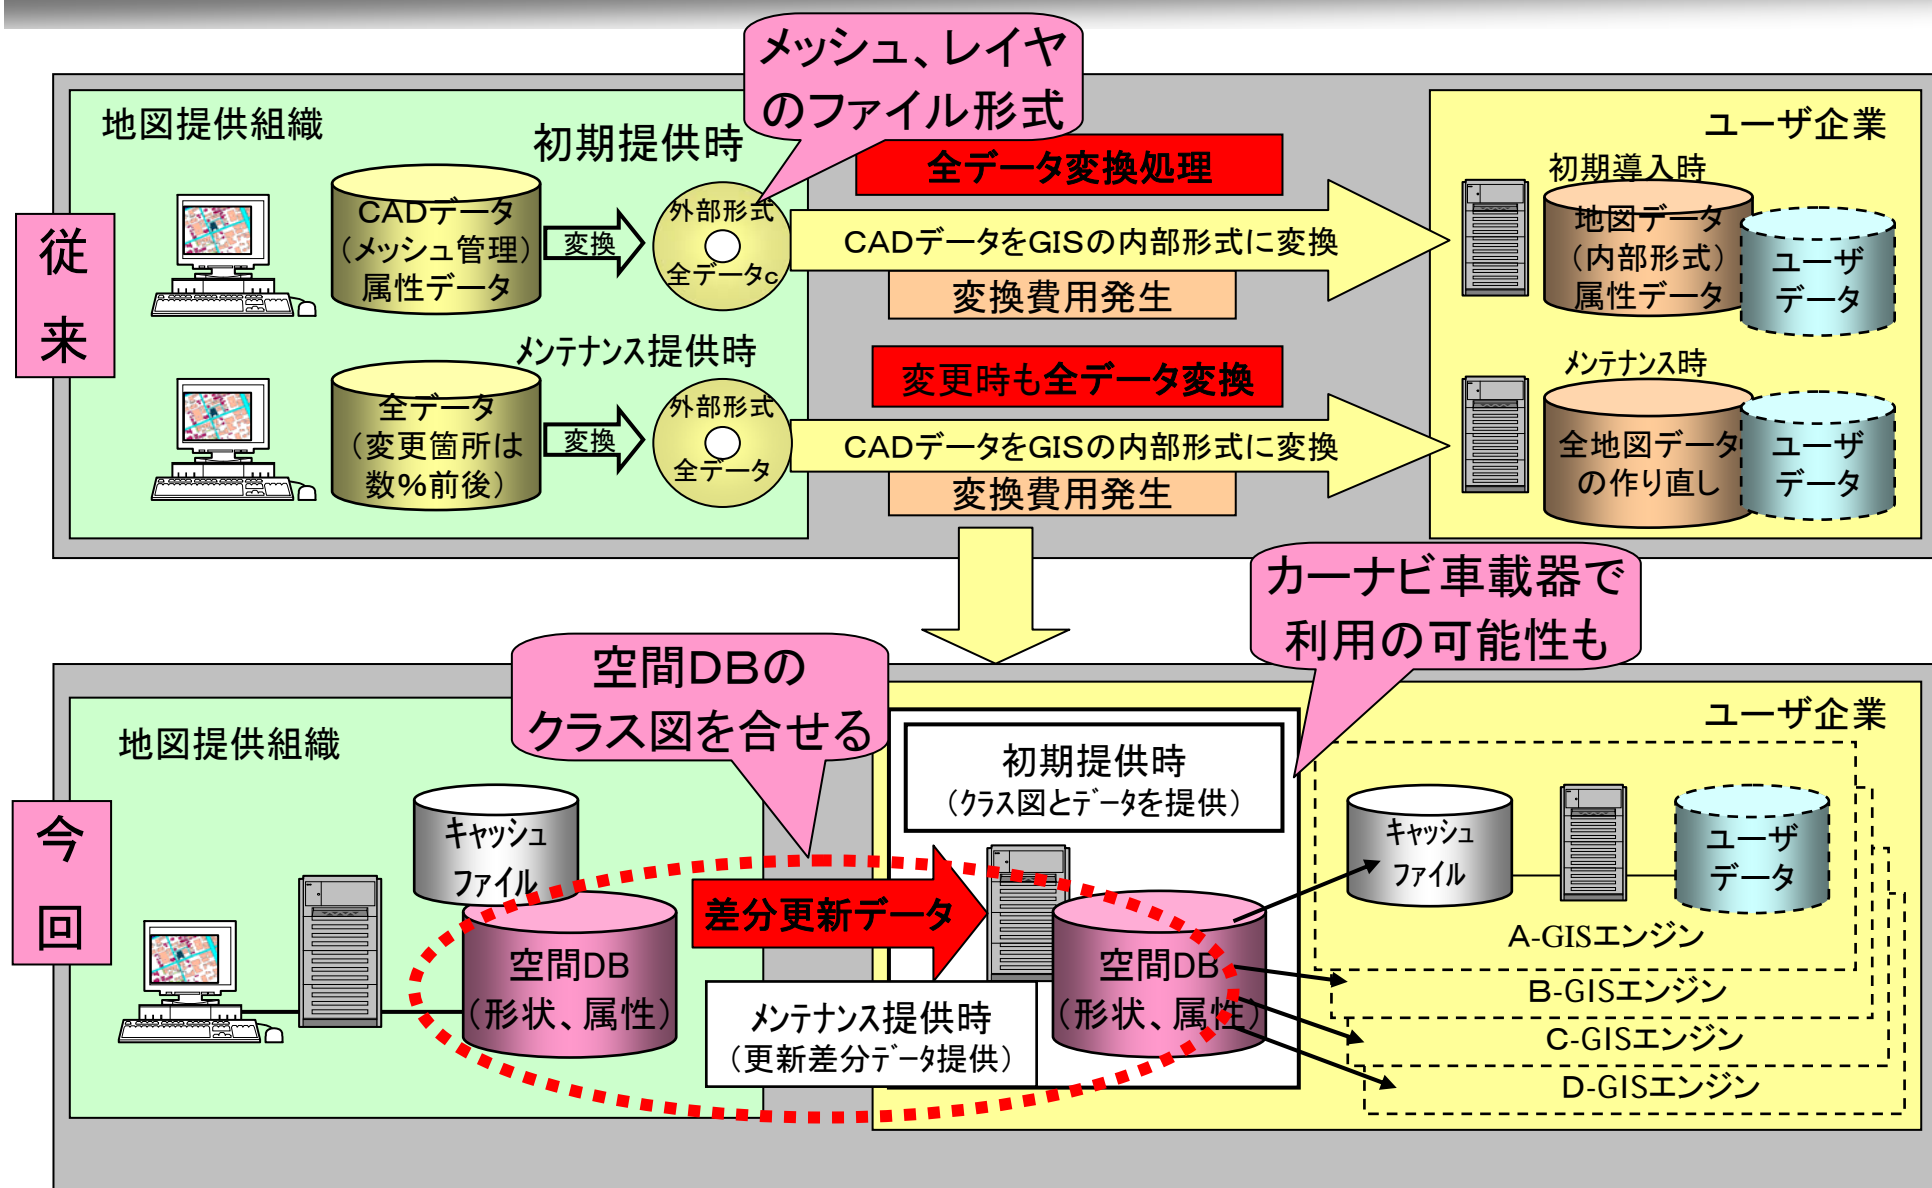 メッシュ、レイヤ
のファイル形式
地図提供組織
初期提供時
全データ変換処理
ユーザ企業
初期導入時
従
来
CADデータ
(メッシュ管理)
属性データ
変換
外部形式
全データc
CADデータをGISの内部形式に変換
変換費用発生
地図データ
(内部形式)
属性データ
ユーザ
データ
メンテナンス提供時
変更時も全データ変換
メンテナンス時
全データ
(変更箇所は
数%前後)
変換
外部形式
全データ
CADデータをGISの内部形式に変換
変換費用発生
全地図データ
の作り直し
ユーザ
データ
カーナビ車載器で
利用の可能性も
空間DBの
クラス図を合せる
地図提供組織
ユーザ企業
初期提供時
(クラス図とデータを提供)
今
回
キャッシュ
ファイル
差分更新データ
空間DB
(形状、属性)
メンテナンス提供時
(更新差分データ提供)
空間DB
(形状、属性)
キャッシュ
ファイル
ユーザ
データ
A-GISエンジン
B-GISエンジン
C-GISエンジン
D-GISエンジン